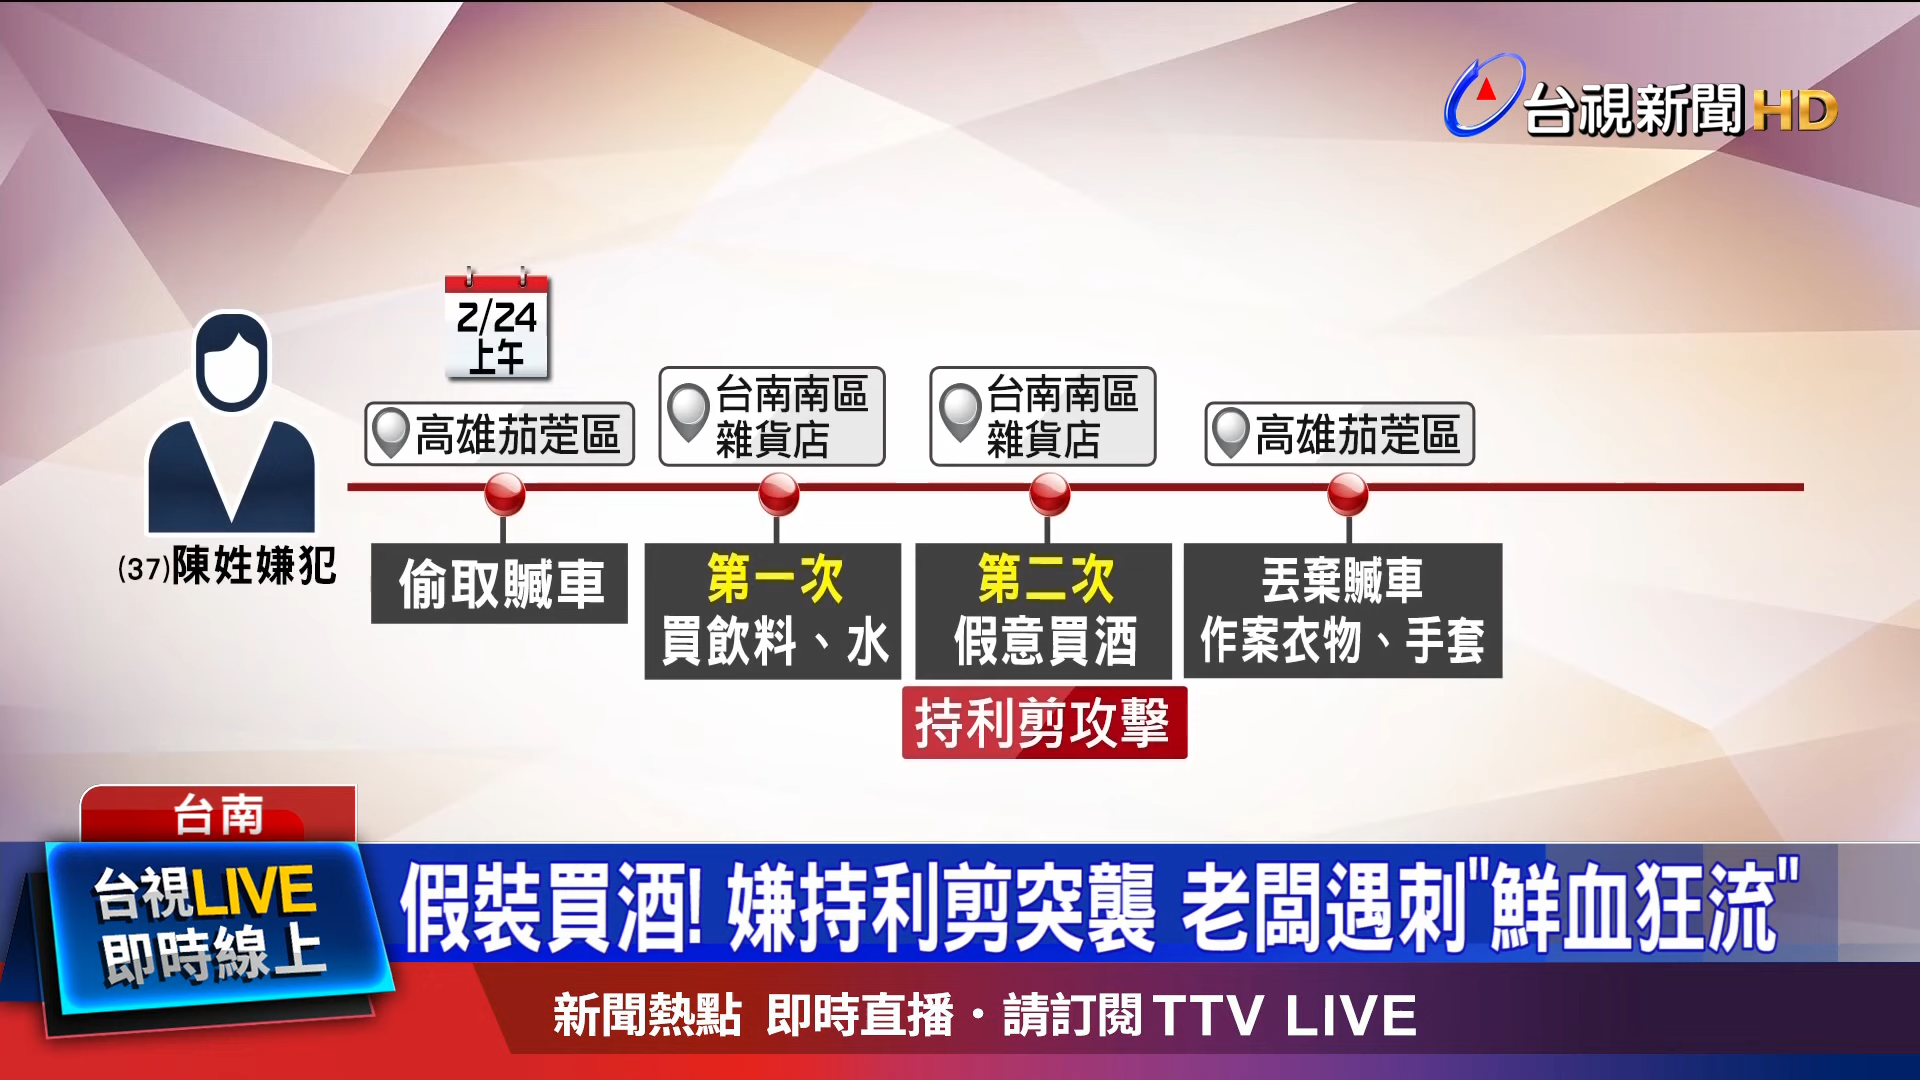 台視新聞HD
2/24
上午
高雄茄萣區
台南南區
雜貨店
台南南區
雜貨店
高雄茄萣區
(37)陳姓嫌犯
偷取贓車
第一次
買飲料、水
第二次
假意買酒
持利剪攻擊
丟棄贓車
作案衣物、手套
台南
台視LIVE
即時線上
假裝買酒! 嫌持利剪突襲 老闆遇刺"鮮血狂流"
新聞熱點 即時直播・請訂閱TTV LIVE